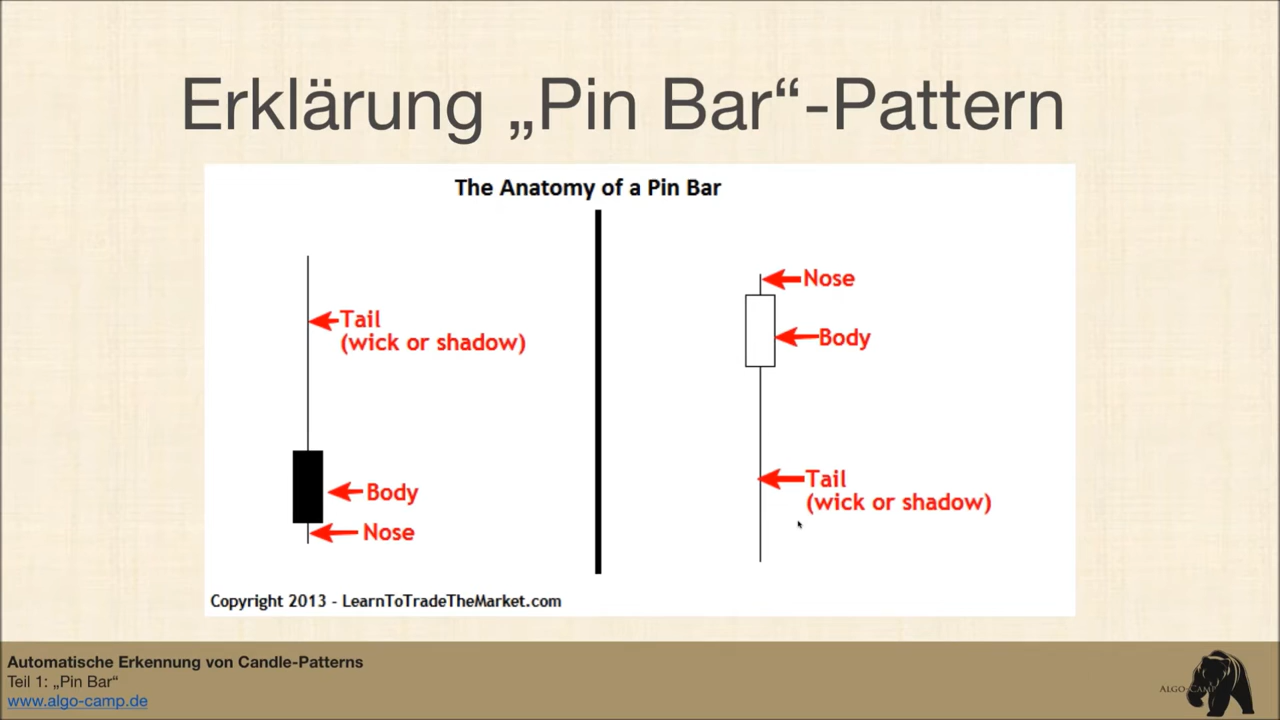 Erklärung „Pin Bar“-Pattern
The Anatomy of a Pin Bar
Tail
(wick or shadow)
Body
Nose
Nose
Body
Tail
(wick or shadow)
Copyright 2013 - LearnToTradeTheMarket.com
Automatische Erkennung von Candle-Patterns
Teil 1: „Pin Bar“
www.algo-camp.de
Algo-Camp